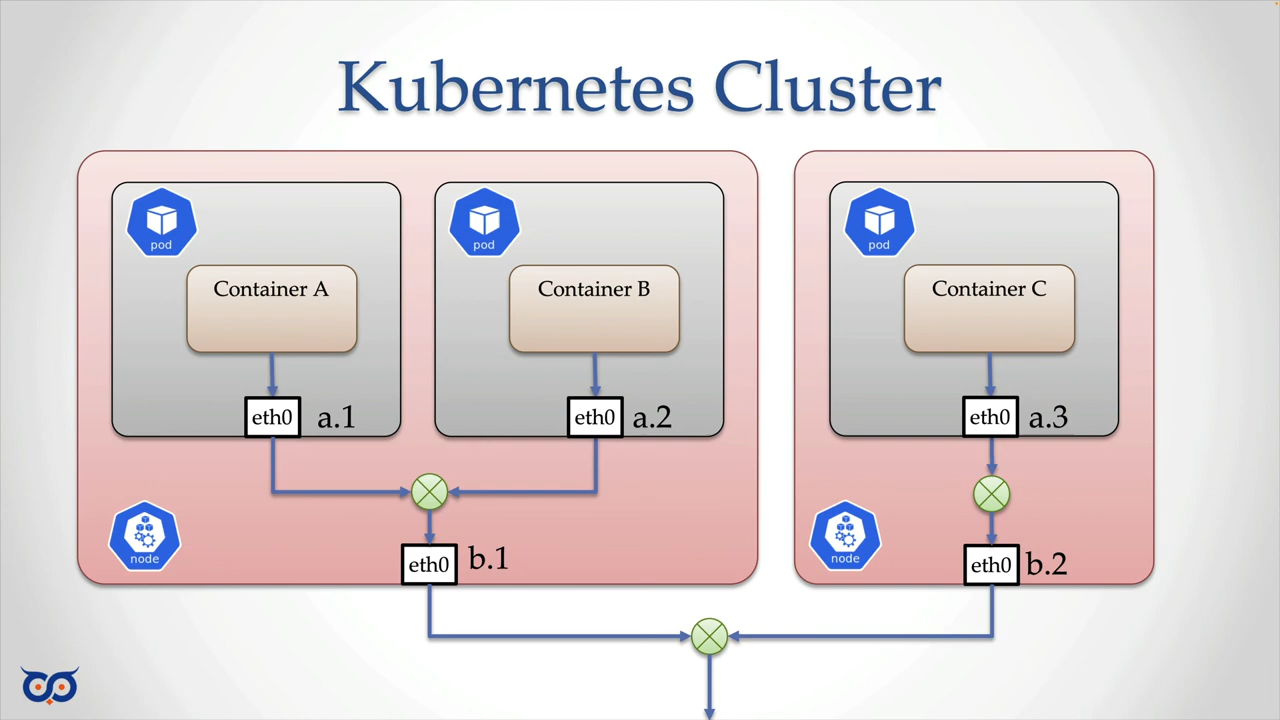 Kubernetes Cluster
pod
Container A
eth0
a.1
pod
Container B
eth0
a.2
node
eth0
b.1
pod
Container C
eth0
a.3
node
eth0
b.2